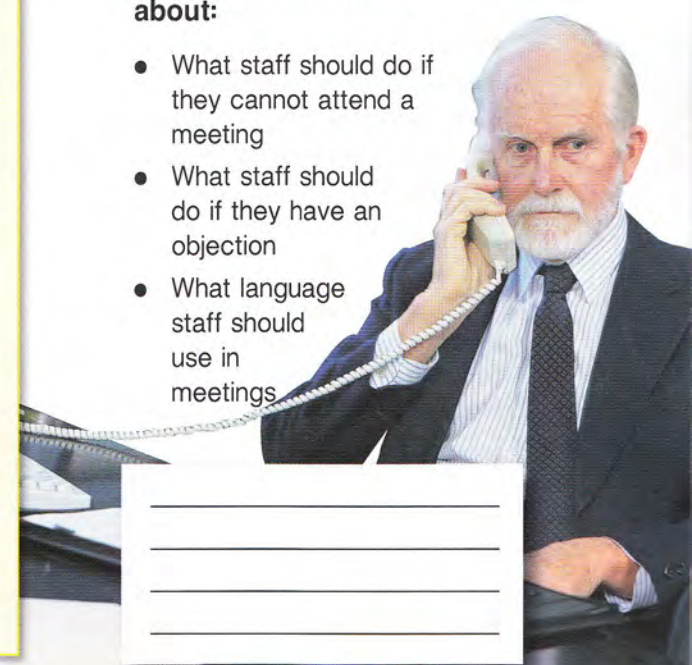 about:
● What staff should do if
they cannot attend a
meeting
● What staff should
do if they have an
objection
● What language
staff should
use in
meetings